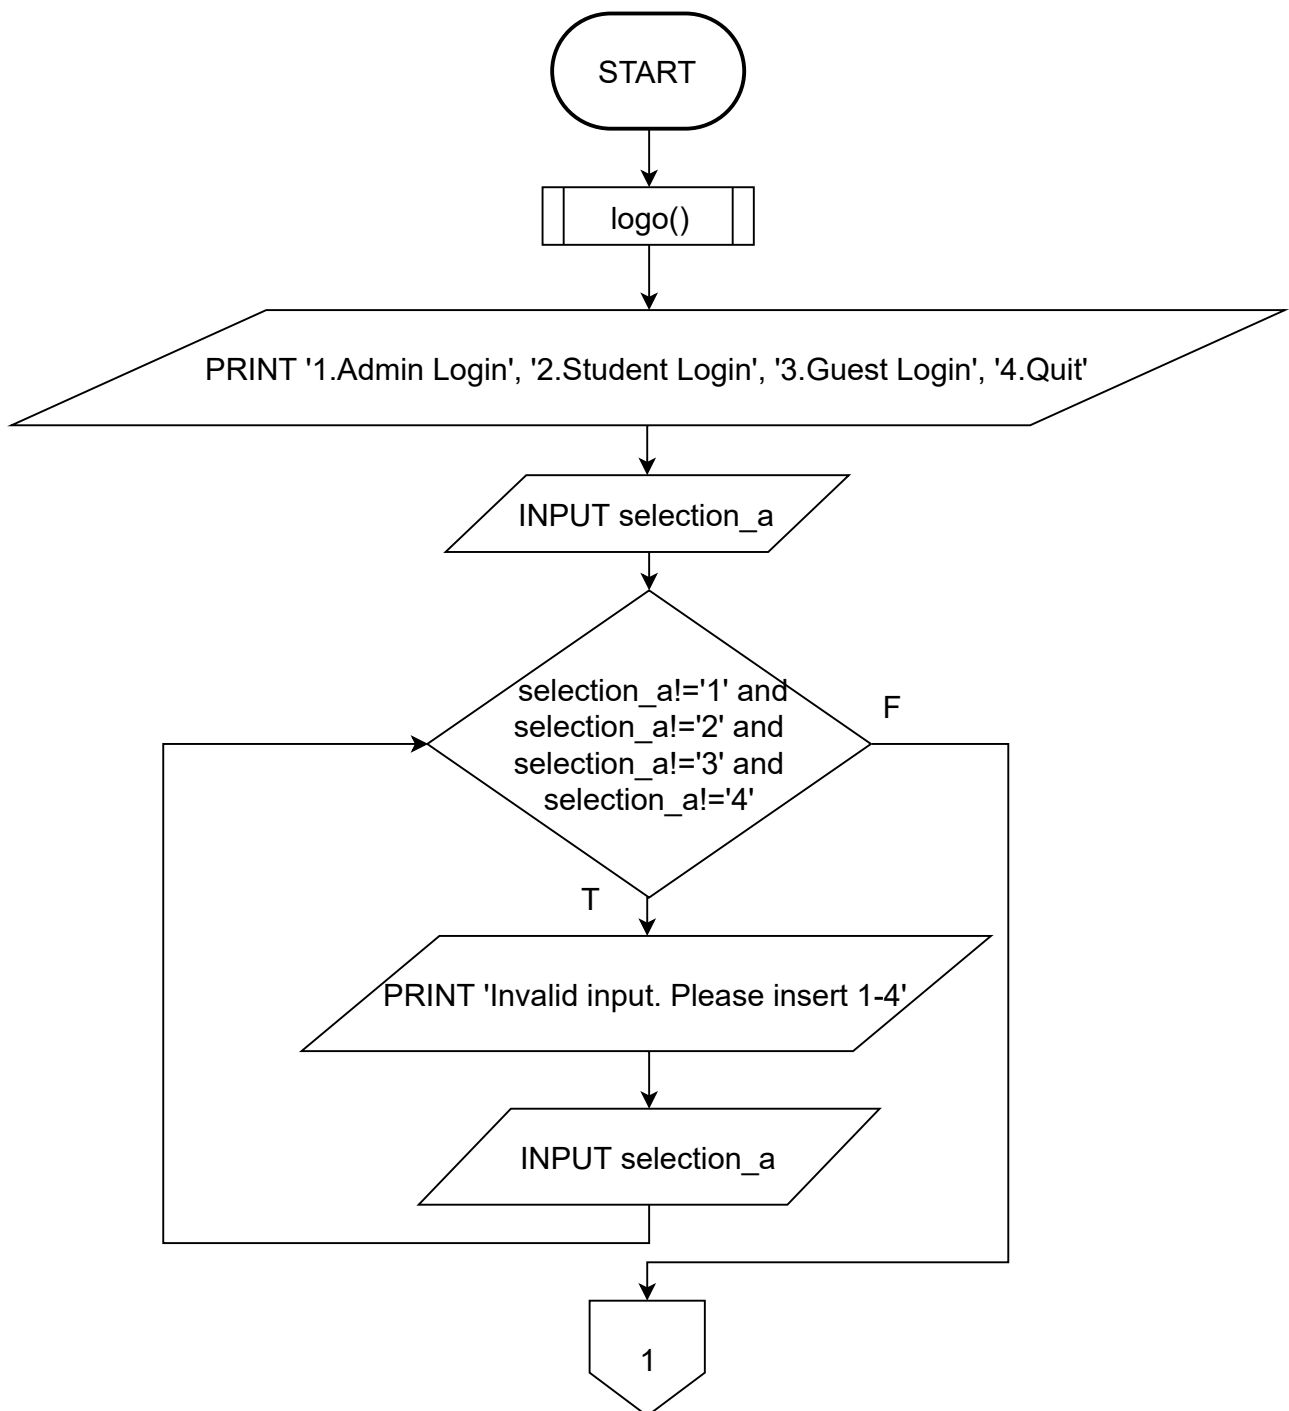 START
logo()
PRINT '1.Admin Login', '2.Student Login', '3.Guest Login', '4.Quit'
INPUT selection_a
selection_a!='1' and
selection_a!='2' and
selection_a!='3' and
selection_a!='4'
F
T
PRINT 'Invalid input. Please insert 1-4'
INPUT selection_a
1